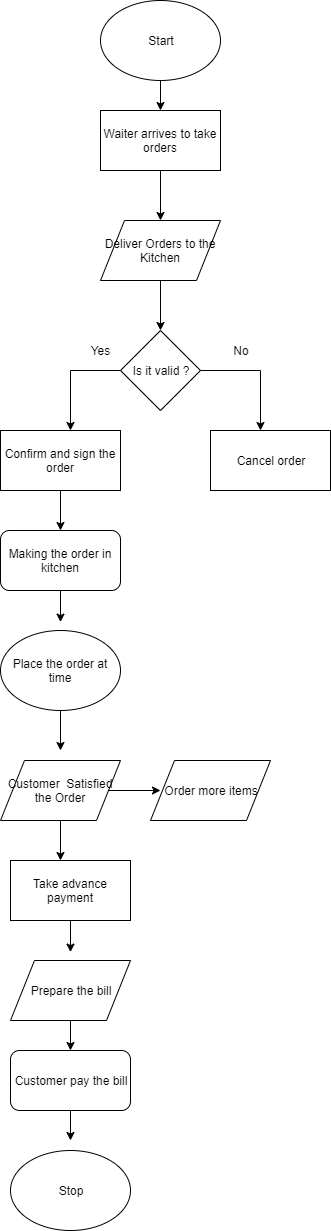 Start
Waiter arrives to take
orders
Deliver Orders to the
Kitchen
Yes
No
Is it valid ?
Confirm and sign the
order
Cancel order
Making the order in
kitchen
Place the order at
time
Customer  Satisfied
the Order
Order more items
Take advance
payment
Prepare the bill
Customer pay the bill
Stop